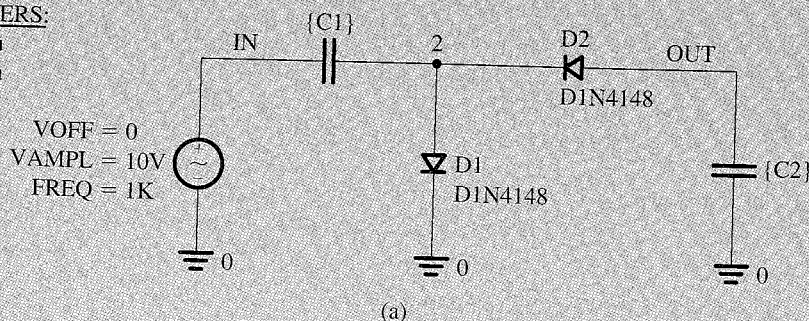 ERS:
IN
{C1}
2
D2
OUT
D1N4148
VOFF = 0
VAMPL = 10V
FREQ = 1K
D1
D1N4148
{C2}
0
0
0
(a)